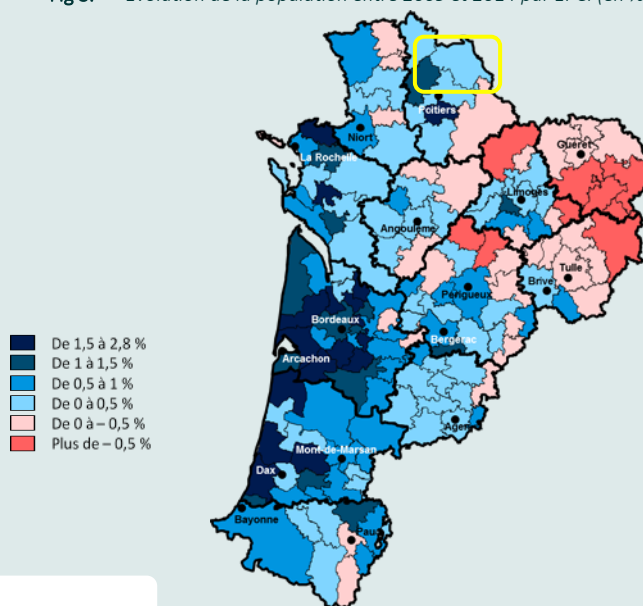 Poitiers
Niort
La Rochelle
Guéret
Limoges
Angoulême
Tulle
Brive
Périgueux
Bordeaux
Bergerac
Arcachon
De 1,5 à 2,8 %
De 1 à 1,5 %
De 0,5 à 1 %
De 0 à 0,5 %
De 0 à – 0,5 %
Plus de – 0,5 %
Agen
Mont-de-Marsan
Dax
Bayonne
Pau